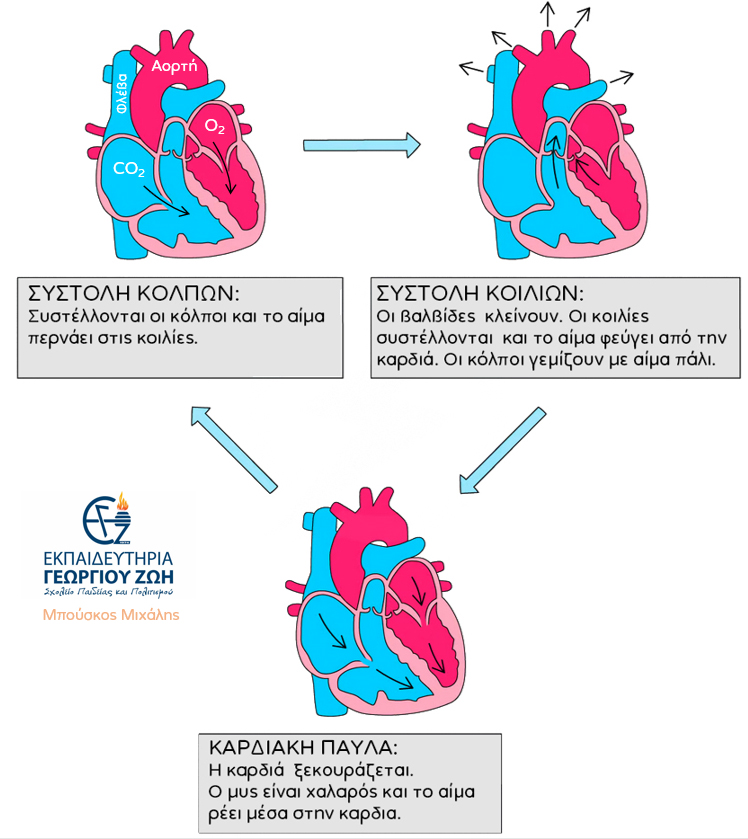 Φλέβα
Αορτή
O₂
CO₂
ΣΥΣΤΟΛΗ ΚΟΛΠΩΝ:
Συστέλλονται οι κόλποι και το αίμα
περνάει στις κοιλίες.
ΣΥΣΤΟΛΗ ΚΟΙΛΙΩΝ:
Οι βαλβίδες κλείνουν. Οι κοιλίες
συστέλλονται και το αίμα φεύγει από την
καρδιά. Οι κόλποι γεμίζουν με αίμα πάλι.
ΕΚΠΑΙΔΕΥΤΗΡΙΑ
ΓΕΩΡΓΙΟΥ ΖΩΗ
Σχολείο Παιδείας και Πολιτισμού
Μπούσκος Μιχάλης
ΚΑΡΔΙΑΚΗ ΠΑΥΛΑ:
Η καρδιά ξεκουράζεται.
Ο μυς είναι χαλαρός και το αίμα
ρέει μέσα στην καρδια.